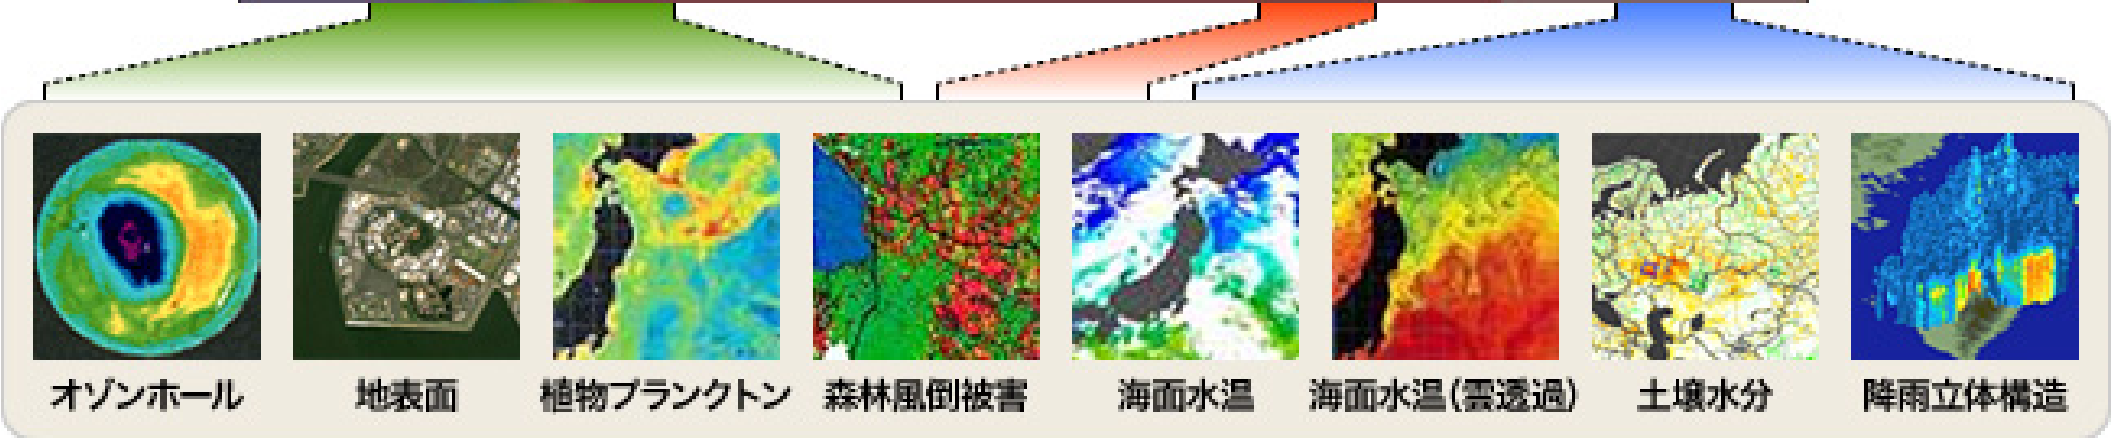 オゾンホール
地表面
植物プランクトン
森林風倒被害
海面水温
海面水温(雲透過)
土壌水分
降雨立体構造